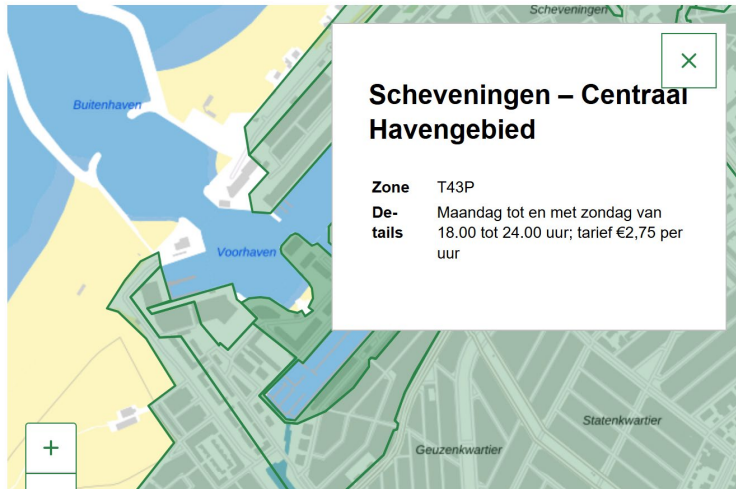 Scheveningen
Buitenhaven
Scheveningen – Centraal
Havengebied
Zone T43P
De-
tails
Maandag tot en met zondag van
18.00 tot 24.00 uur; tarief €2,75 per
uur
Voorhaven
Statenkwartier
Geuzenkwartier
+